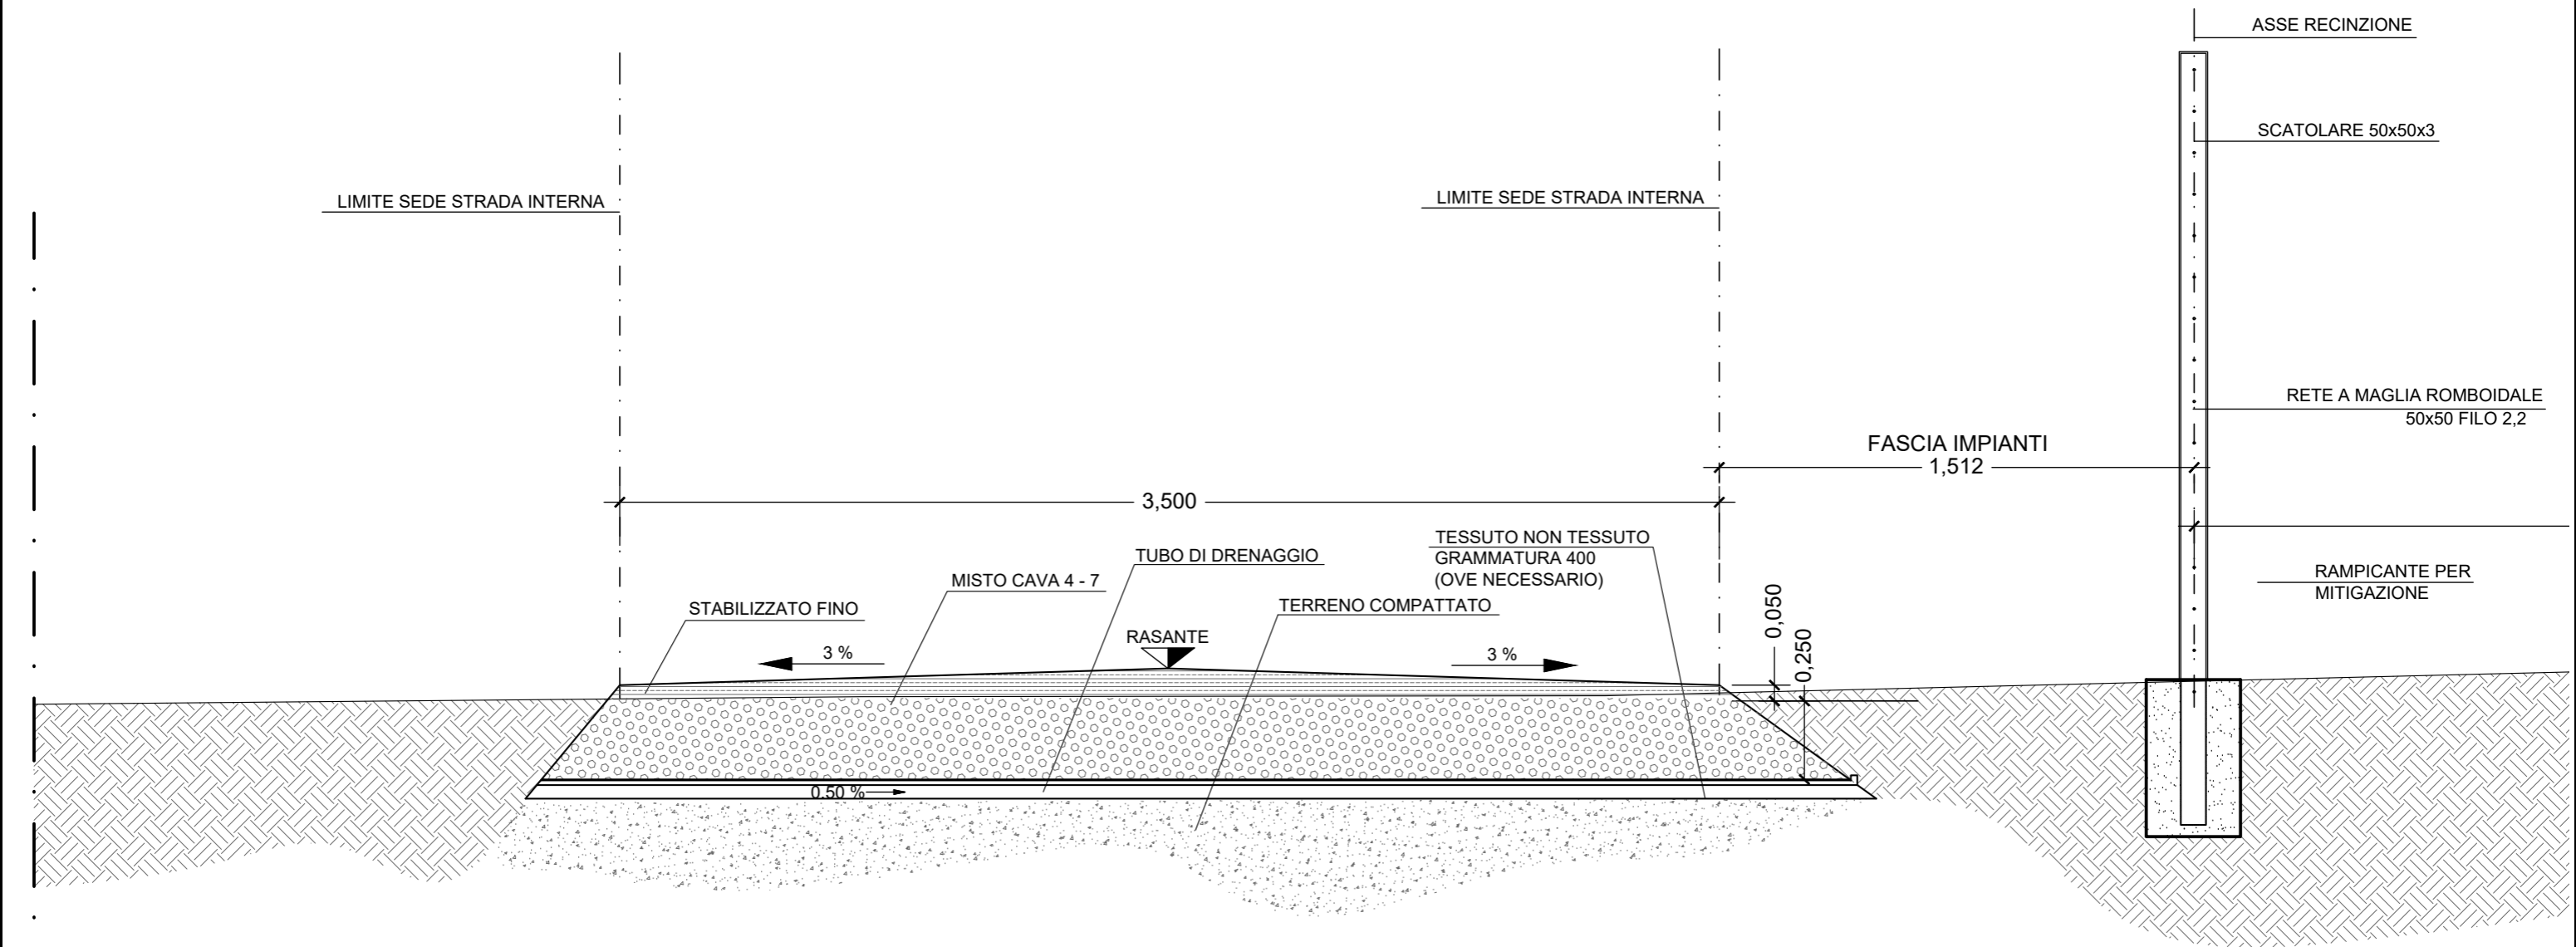 ASSE RECINZIONE
SCATOLARE 50x50x3
LIMITE SEDE STRADA INTERNA
LIMITE SEDE STRADA INTERNA
RETE A MAGLIA ROMBOIDALE
50x50 FILO 2,2
FASCIA IMPIANTI
1,512
3,500
TESSUTO NON TESSUTO
GRAMMATURA 400
(OVE NECESSARIO)
TUBO DI DRENAGGIO
MISTO CAVA 4 - 7
STABILIZZATO FINO
TERRENO COMPATTATO
RAMPICANTE PER
MITIGAZIONE
RASANTE
3 %
3 %
0,050
0,250
0.50 %